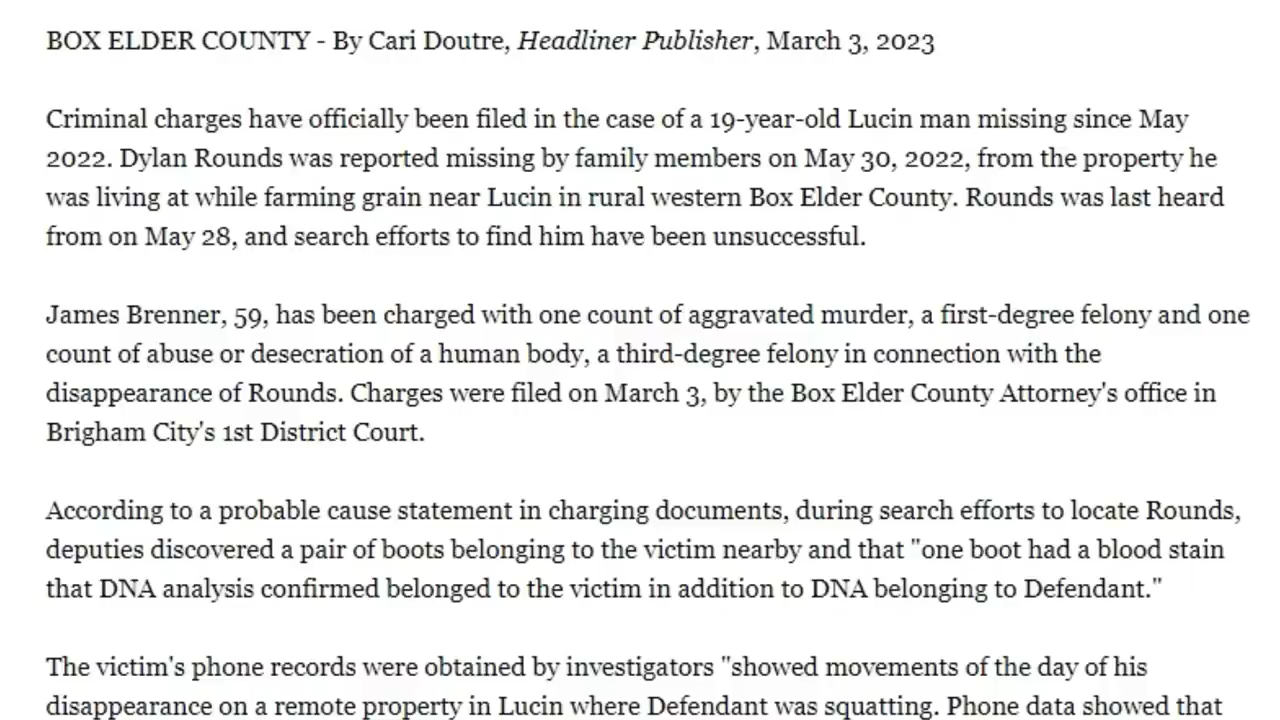 BOX ELDER COUNTY - By Cari Doutre, Headliner Publisher, March 3, 2023
Criminal charges have officially been filed in the case of a 19-year-old Lucin man missing since May
2022. Dylan Rounds was reported missing by family members on May 30, 2022, from the property he
was living at while farming grain near Lucin in rural western Box Elder County. Rounds was last heard
from on May 28, and search efforts to find him have been unsuccessful.
James Brenner, 59, has been charged with one count of aggravated murder, a first-degree felony and one
count of abuse or desecration of a human body, a third-degree felony in connection with the
disappearance of Rounds. Charges were filed on March 3, by the Box Elder County Attorney's office in
Brigham City's 1st District Court.
According to a probable cause statement in charging documents, during search efforts to locate Rounds,
deputies discovered a pair of boots belonging to the victim nearby and that "one boot had a blood stain
that DNA analysis confirmed belonged to the victim in addition to DNA belonging to Defendant."
The victim's phone records were obtained by investigators "showed movements of the day of his
disappearance on a remote property in Lucin where Defendant was squatting. Phone data showed that